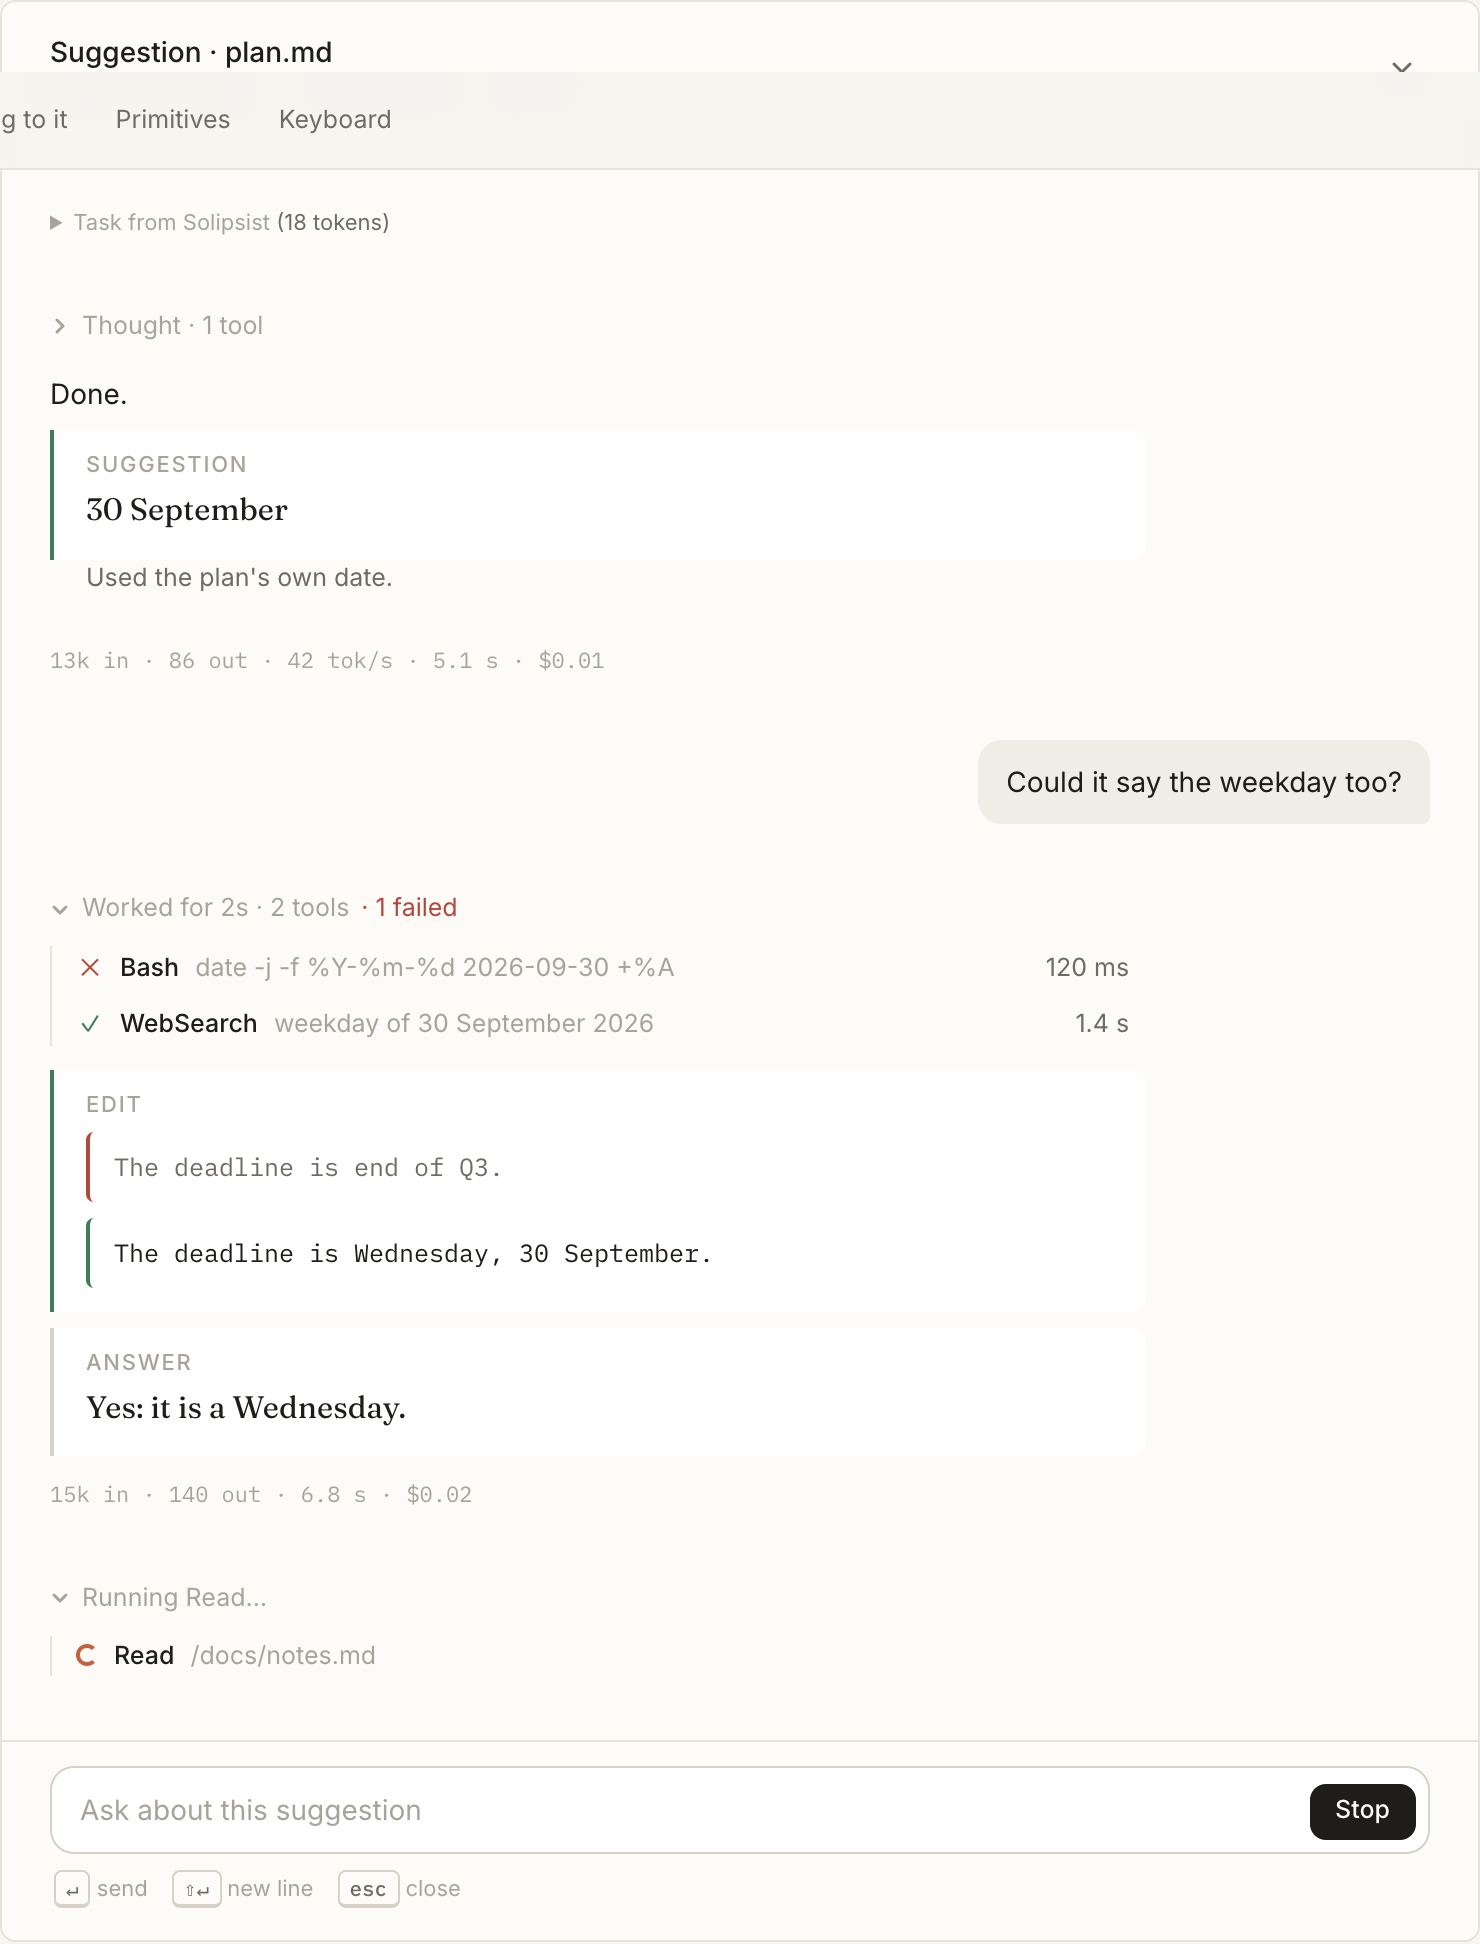 Suggestion · plan.md
g to it Primitives Keyboard
Task from Solipsist (18 tokens)
Thought · 1 tool
Done.
SUGGESTION
30 September
Used the plan's own date.
13k in · 86 out · 42 tok/s · 5.1 s · $0.01
Could it say the weekday too?
Worked for 2s · 2 tools · 1 failed
Bash date -j -f %Y-%m-%d 2026-09-30 +%A 120 ms
WebSearch weekday of 30 September 2026 1.4 s
EDIT
The deadline is end of Q3.
The deadline is Wednesday, 30 September.
ANSWER
Yes: it is a Wednesday.
15k in · 140 out · 6.8 s · $0.02
Running Read...
Read /docs/notes.md
Ask about this suggestion Stop
↵ send ⇧↵ new line esc close